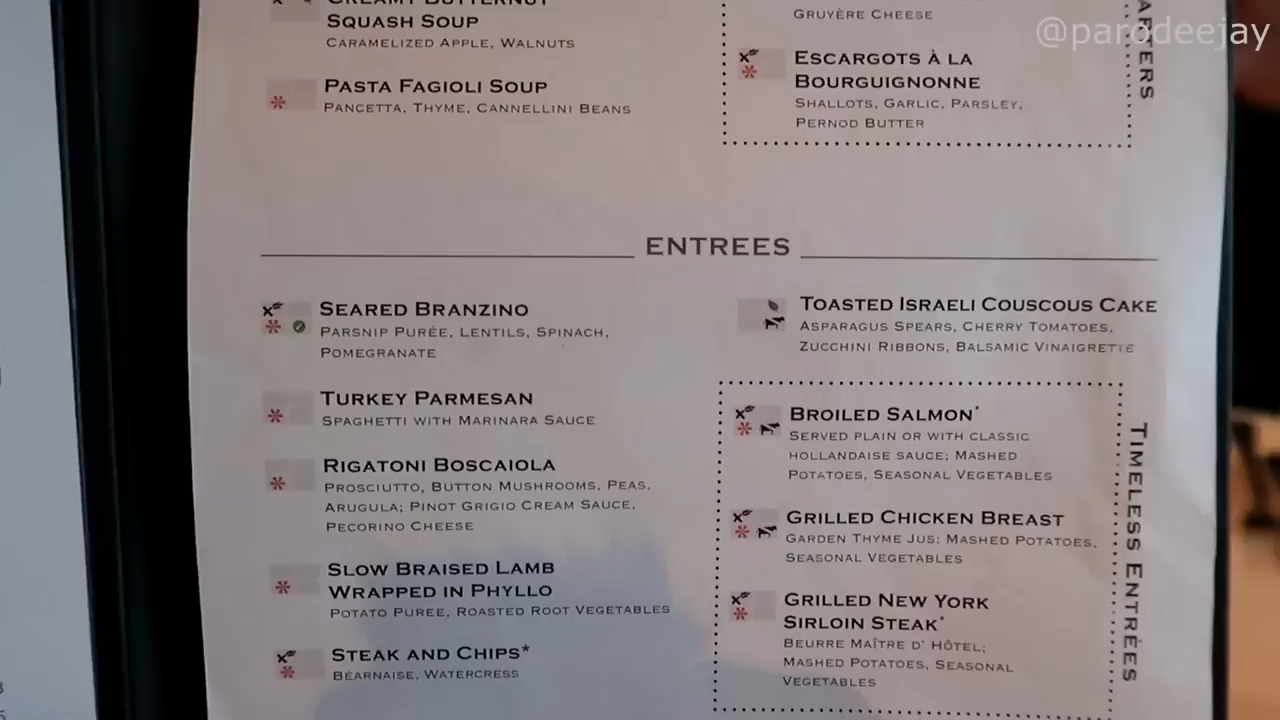 CREAMY BUTTERNUT
SQUASH SOUP
CARAMELIZED APPLE, WALNUTS
PASTA FAGIOLI SOUP
PANCETTA, THYME, CANNELLINI BEANS
GRUYÈRE CHEESE
ESCARGOTS À LA
BOURGUIGNONNE
SHALLOTS, GARLIC, PARSLEY,
PERNOD BUTTER
@parodeejay
ENTREES
SEARED BRANZINO
PARSNIP PURÉE, LENTILS, SPINACH,
POMEGRANATE
TURKEY PARMESAN
SPAGHETTI WITH MARINARA SAUCE
RIGATONI BOSCAIOLA
PROSCIUTTO, BUTTON MUSHROOMS, PEAS,
ARUGULA; PINOT GRIGIO CREAM SAUCE,
PECORINO CHEESE
SLOW BRAISED LAMB
WRAPPED IN PHYLLO
POTATO PUREE, ROASTED ROOT VEGETABLES
STEAK AND CHIPS*
BÉARNAISE, WATERCRESS
TOASTED ISRAELI COUSCOUS CAKE
ASPARAGUS SPEARS, CHERRY TOMATOES,
ZUCCHINI RIBBONS, BALSAMIC VINAIGRETTE
BROILED SALMON*
SERVED PLAIN OR WITH CLASSIC
HOLLANDAISE SAUCE; MASHED
POTATOES, SEASONAL VEGETABLES
GRILLED CHICKEN BREAST
GARDEN THYME JUS; MASHED POTATOES,
SEASONAL VEGETABLES
GRILLED NEW YORK
SIRLOIN STEAK*
BEURRE MAÎTRE D' HÔTEL;
MASHED POTATOES, SEASONAL
VEGETABLES
TIMELESS ENTRÉES